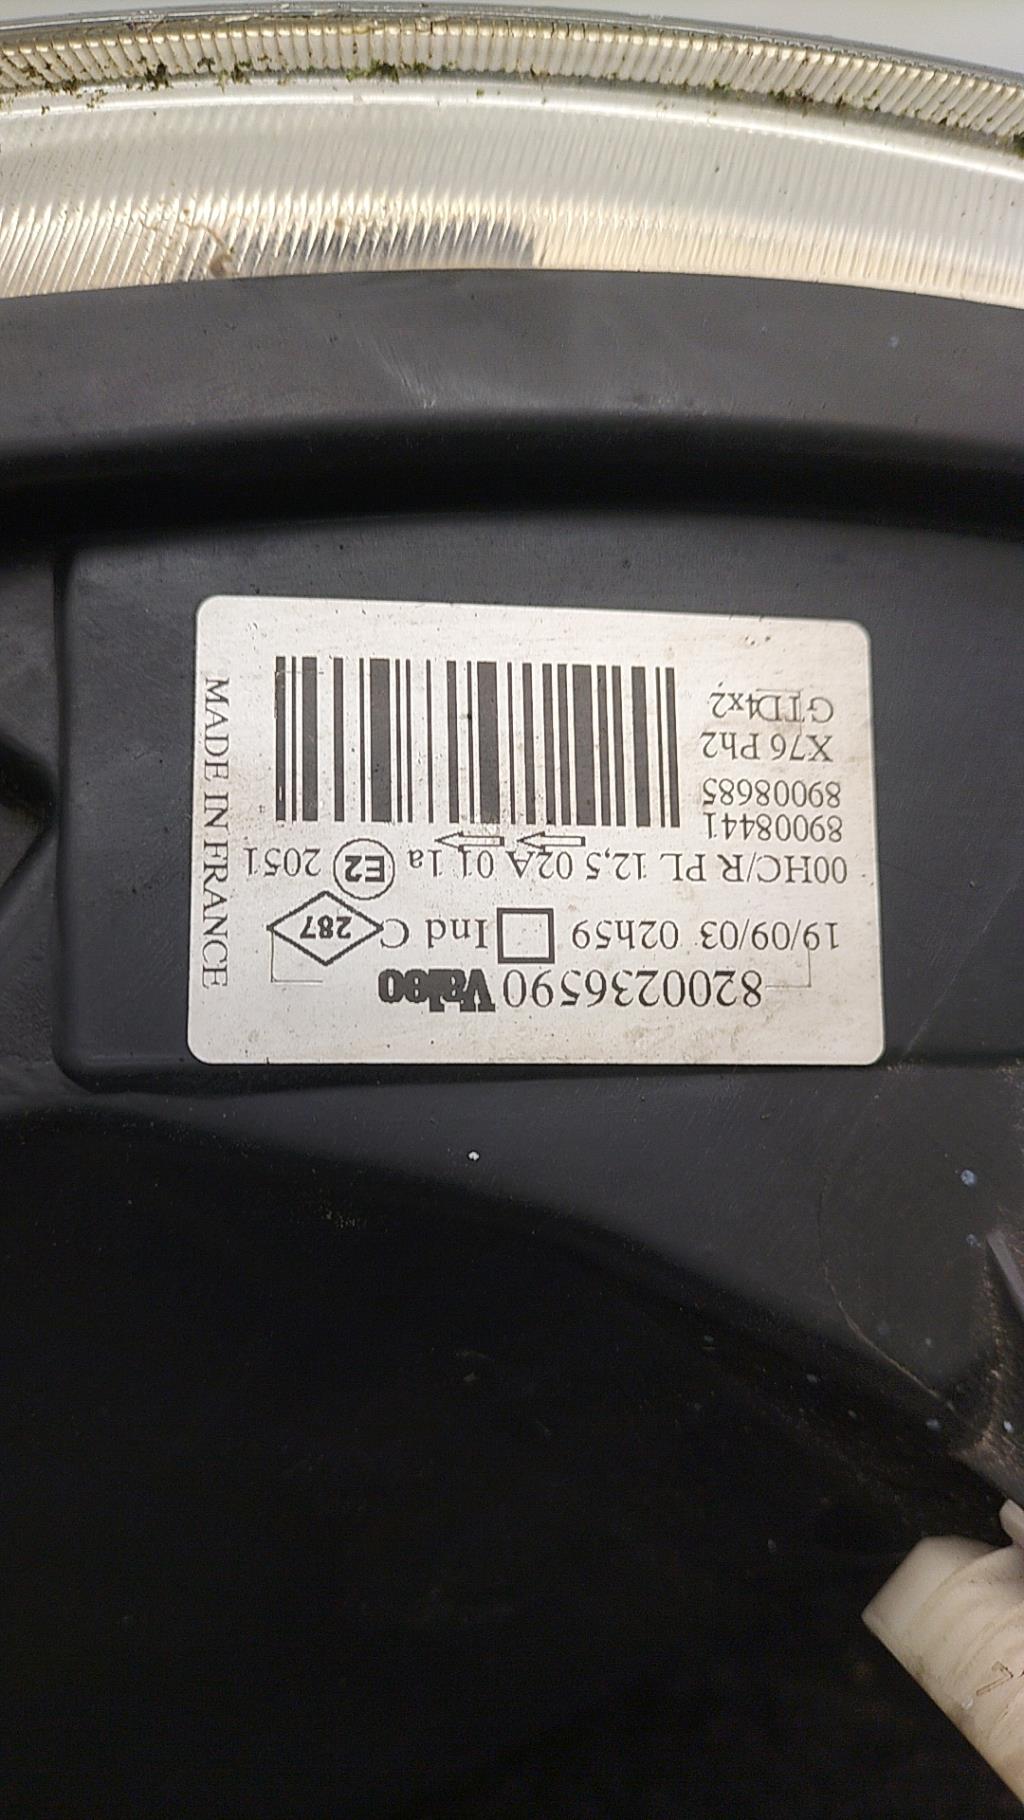 8200236590 Valeo
19/09/03 02h59 Ind C 287
00HC/R PL 12,5 02A 01 1a E2 2051
89008441
89008685
X76 Ph2
GTD4x2
MADE IN FRANCE